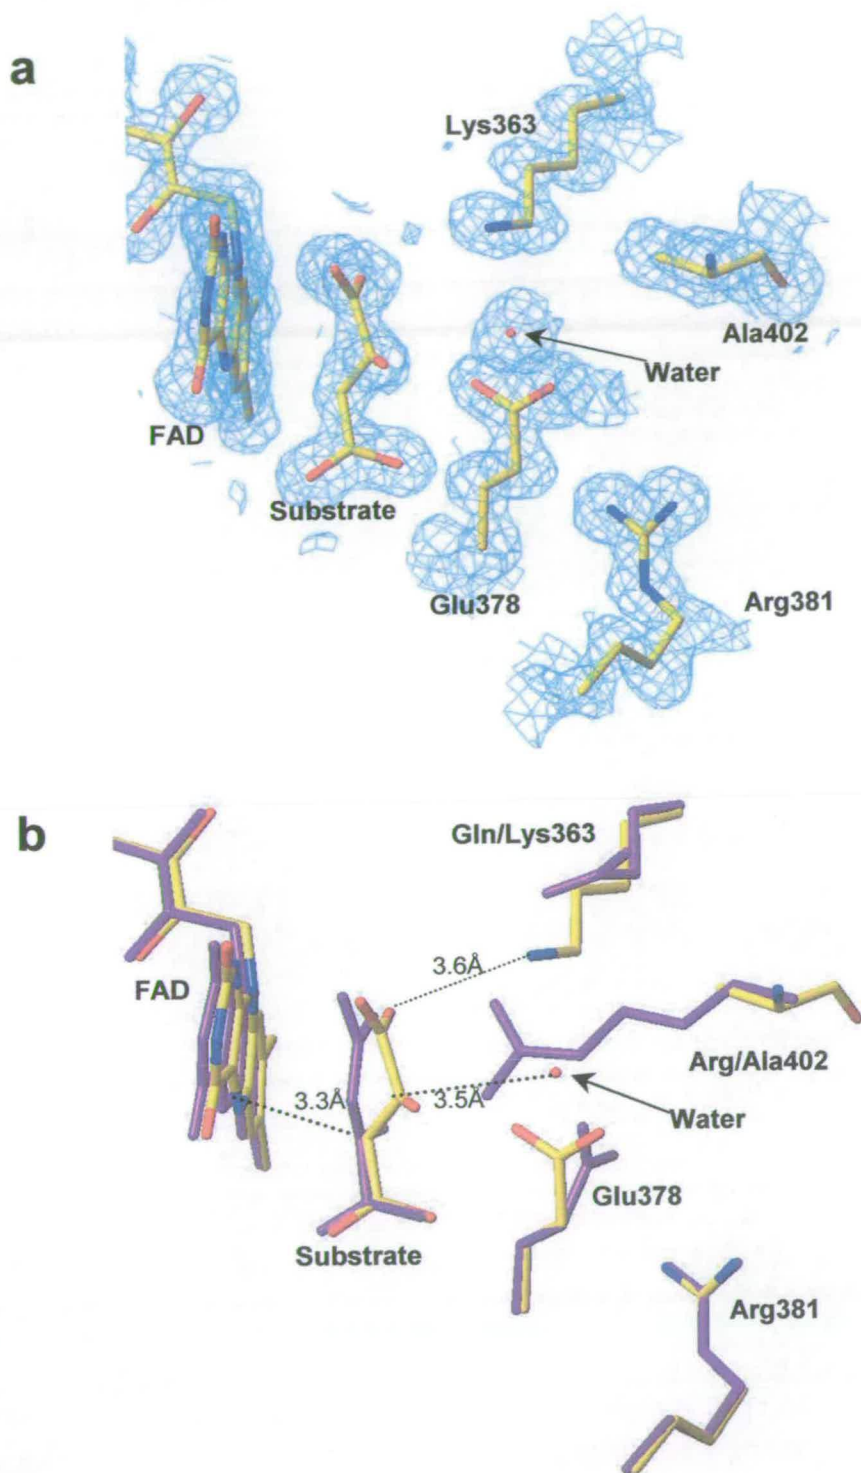 a
Lys363
Ala402
Water
FAD
Substrate
Glu378
Arg381
b
Gln/Lys363
3.6Å
FAD
Arg/Ala402
3.3Å
3.5Å
Water
Glu378
Substrate
Arg381